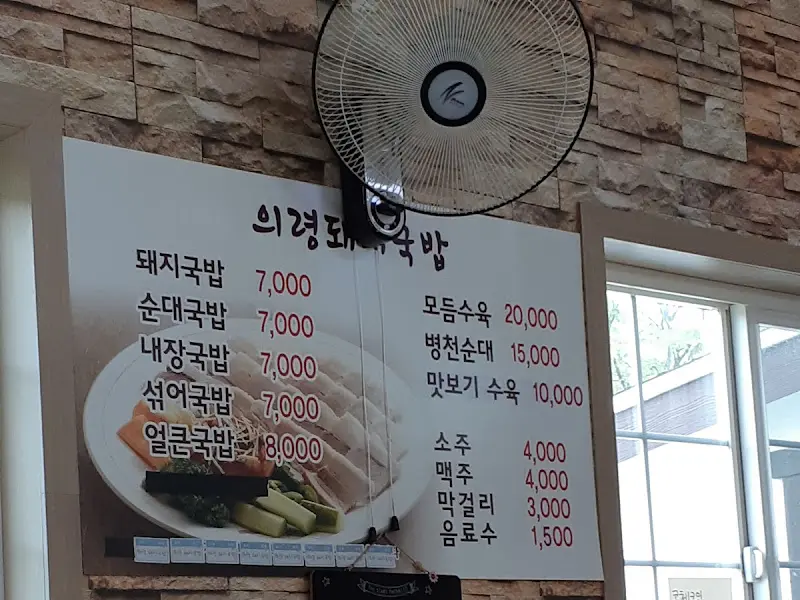 의령돼 국밥
돼지국밥 7,000
순대국밥 7,000
내장국밥 7,000
섞어국밥 7,000
얼큰국밥 8,000
모듬수육 20,000
병천순대 15,000
맛보기 수육 10,000
소주 4,000
맥주 4,000
막걸리 3,000
음료수 1,500